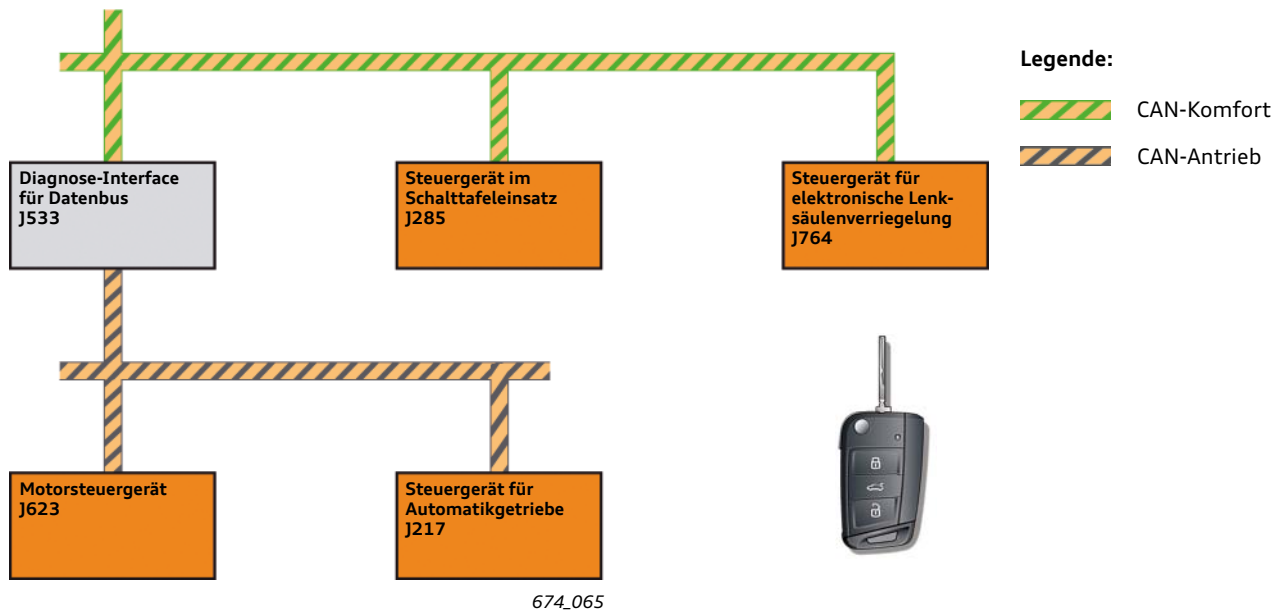 Legende:
CAN-Komfort
CAN-Antrieb
Diagnose-Interface
für Datenbus
J533
Steuergerät im
Schalttafeleinsatz
J285
Steuergerät für
elektronische Lenk-
säulenverriegelung
J764
Motorsteuergerät
J623
Steuergerät für
Automatikgetriebe
J217
674_065